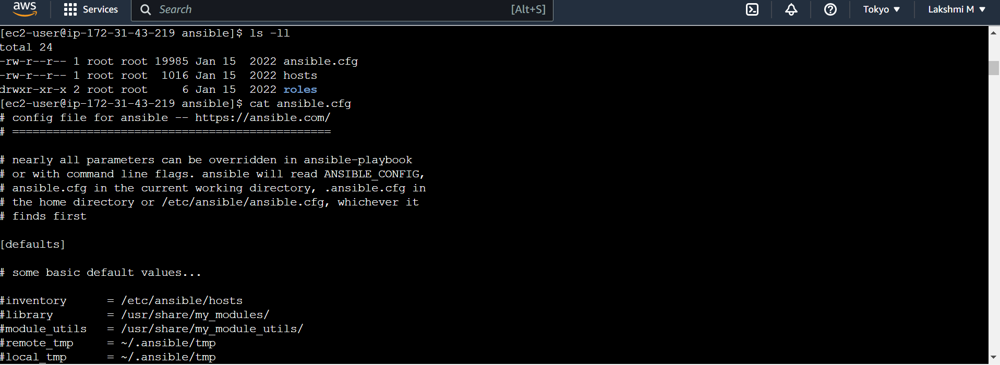 aws Services Search [Alt+S] Tokyo Lakshmi M
[ec2-user@ip-172-31-43-219 ansible]$ ls -ll
total 24
-rw-r--r-- 1 root root 19985 Jan 15  2022 ansible.cfg
-rw-r--r-- 1 root root  1016 Jan 15  2022 hosts
drwxr-xr-x 2 root root     6 Jan 15  2022 roles
[ec2-user@ip-172-31-43-219 ansible]$ cat ansible.cfg
# config file for ansible -- https://ansible.com/
# ===============================================
# nearly all parameters can be overridden in ansible-playbook
# or with command line flags. ansible will read ANSIBLE_CONFIG,
# ansible.cfg in the current working directory, .ansible.cfg in
# the home directory or /etc/ansible/ansible.cfg, whichever it
# finds first
[defaults]
# some basic default values...
#inventory      = /etc/ansible/hosts
#library        = /usr/share/my_modules/
#module_utils   = /usr/share/my_module_utils/
#remote_tmp     = ~/.ansible/tmp
#local_tmp      = ~/.ansible/tmp